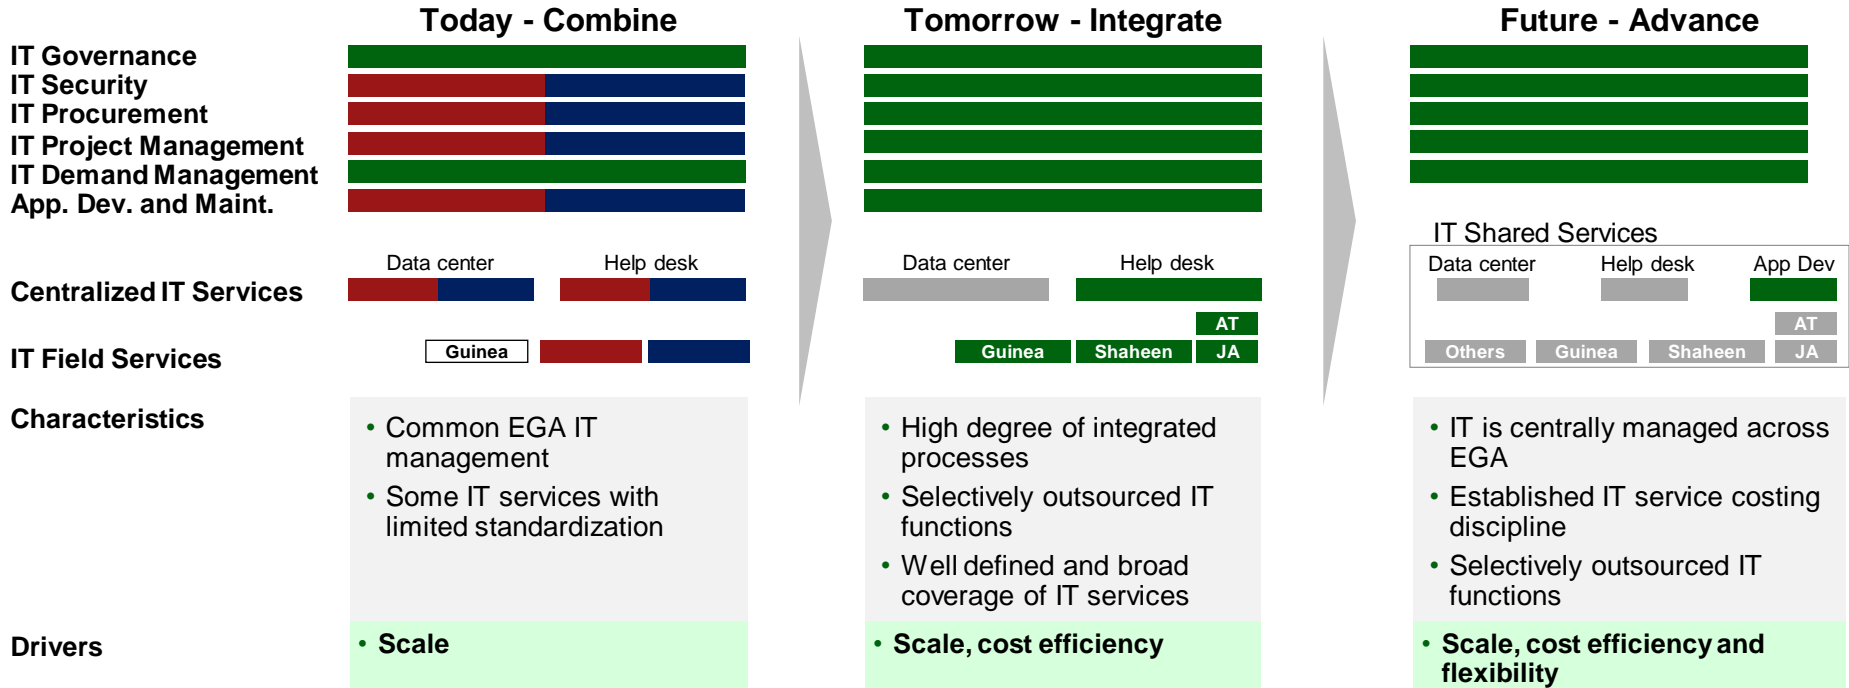 Today - Combine
Tomorrow - Integrate
Future - Advance
IT Governance
IT Security
IT Procurement
IT Project Management
IT Demand Management
App. Dev. and Maint.
IT Shared Services
Data center
Help desk
Data center
Help desk
Data center
Help desk
App Dev
Centralized IT Services
AT
AT
IT Field Services
Guinea
Guinea
Shaheen
JA
Others
Guinea
Shaheen
JA
Characteristics
• Common EGA IT
management
• Some IT services with
limited standardization
• High degree of integrated
processes
• Selectively outsourced IT
functions
• Well defined and broad
coverage of IT services
• IT is centrally managed across
EGA
• Established IT service costing
discipline
• Selectively outsourced IT
functions
Drivers
• Scale
• Scale, cost efficiency
• Scale, cost efficiency and
flexibility